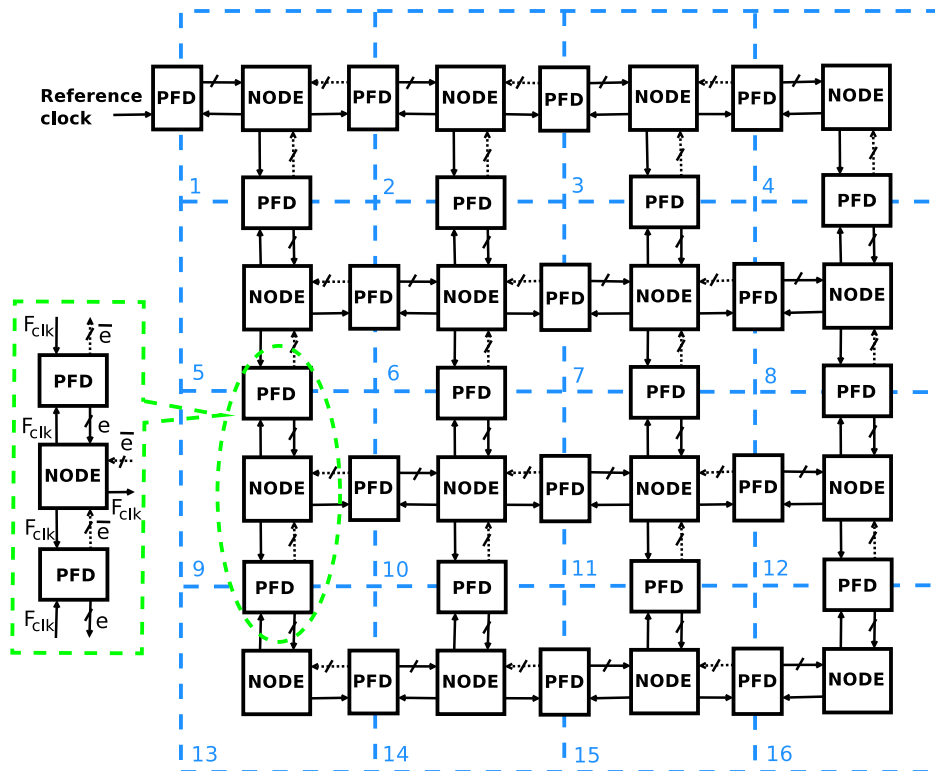 Reference
clock
PFD NODE PFD NODE PFD NODE PFD NODE
1 2 3 4
PFD PFD PFD PFD
NODE PFD NODE PFD NODE PFD NODE
5 6 7 8
PFD PFD PFD PFD
NODE PFD NODE PFD NODE PFD NODE
9 10 11 12
PFD PFD PFD PFD
NODE PFD NODE PFD NODE PFD NODE
13 14 15 16
Fclk e̅
PFD
Fclk e
e̅
NODE
Fclk
Fclk e̅
PFD
Fclk e